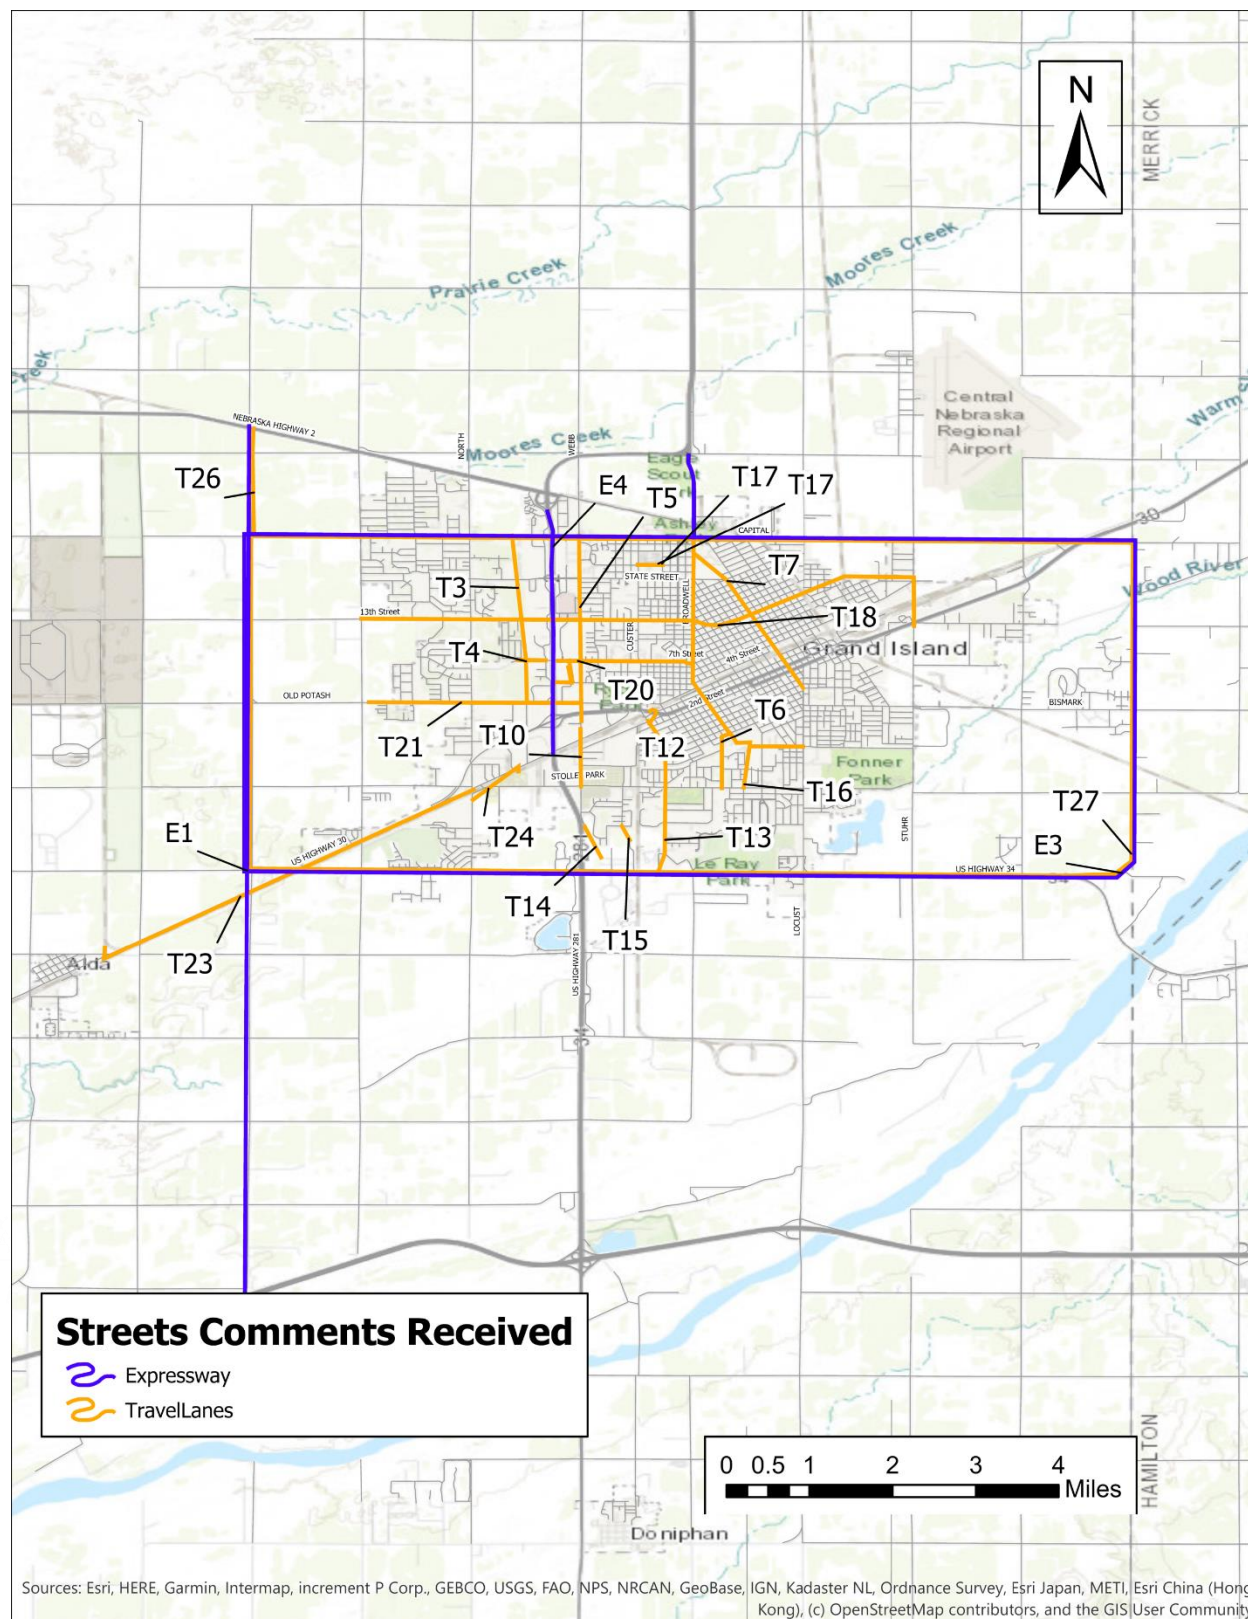 N
MERRICK
Moores Creek
Prairie Creek
Creek
Central
Nebraska
Regional
Airport
NEBRASKA HIGHWAY 2
NORTH
Moores Creek
WEBB
Eagle
Scout
T26
E4
T5
T17
T17
30
CAPITAL
Wood River
T3
STATE STREET
T7
BROADWELL
13th Street
CUSTER
T18
T4
7th Street
4th Street
Grand Island
OLD POTASH
T20
2nd Street
BISMARK
T21
T10
T12
T6
STOLLEY PARK
Fonner
Park
T16
T27
E1
US HIGHWAY 30
T24
281
T13
STUHR
E3
Le Ray
Park
US HIGHWAY 34
T14
T15
LOCUST
Alda
T23
US HIGHWAY 281
34
Streets Comments Received
Expressway
TravelLanes
0 0.5 1 2 3 4
Miles
HAMILTON
Doniphan
Sources: Esri, HERE, Garmin, Intermap, increment P Corp., GEBCO, USGS, FAO, NPS, NRCAN, GeoBase, IGN, Kadaster NL, Ordnance Survey, Esri Japan, METI, Esri China (Hong
Kong), (c) OpenStreetMap contributors, and the GIS User Community